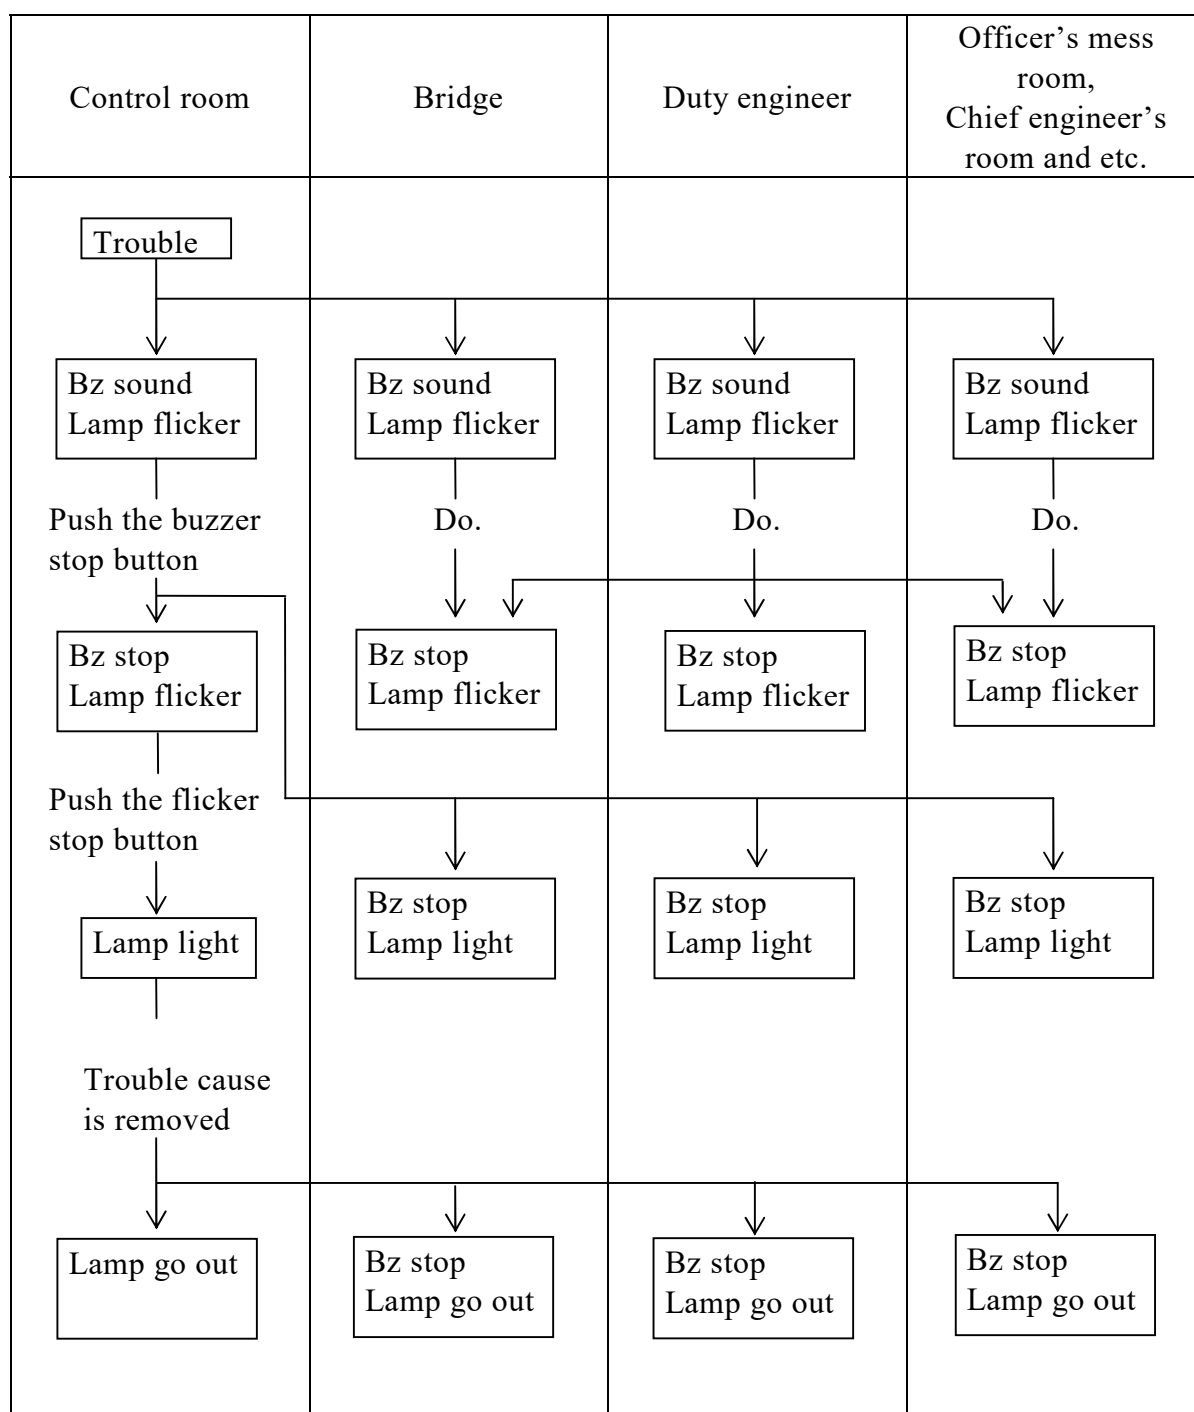 Control room
Bridge
Duty engineer
Officer’s mess
room,
Chief engineer’s
room and etc.
Trouble
Bz sound
Lamp flicker
Bz sound
Lamp flicker
Bz sound
Lamp flicker
Bz sound
Lamp flicker
Push the buzzer
stop button
Do.
Do.
Do.
Bz stop
Lamp flicker
Bz stop
Lamp flicker
Bz stop
Lamp flicker
Bz stop
Lamp flicker
Push the flicker
stop button
Lamp light
Bz stop
Lamp light
Bz stop
Lamp light
Bz stop
Lamp light
Trouble cause
is removed
Lamp go out
Bz stop
Lamp go out
Bz stop
Lamp go out
Bz stop
Lamp go out